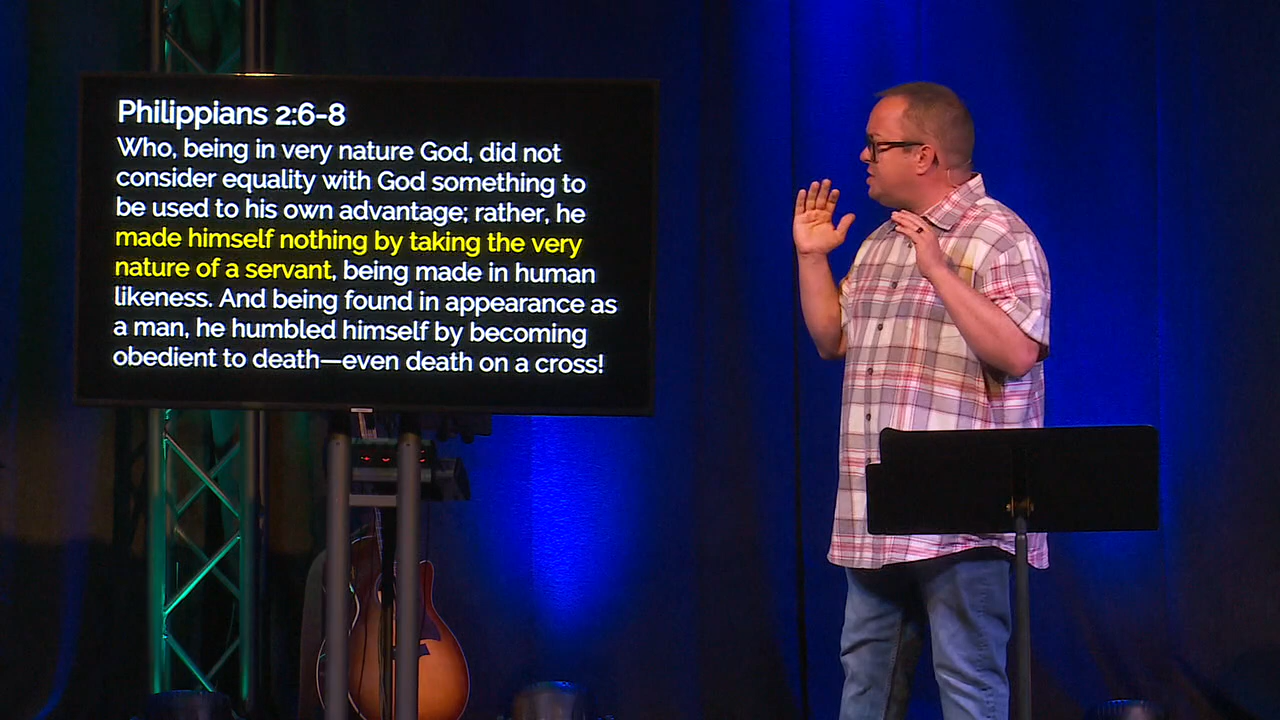 Philippians 2:6-8
Who, being in very nature God, did not
consider equality with God something to
be used to his own advantage; rather, he
made himself nothing by taking the very
nature of a servant, being made in human
likeness. And being found in appearance as
a man, he humbled himself by becoming
obedient to death—even death on a cross!